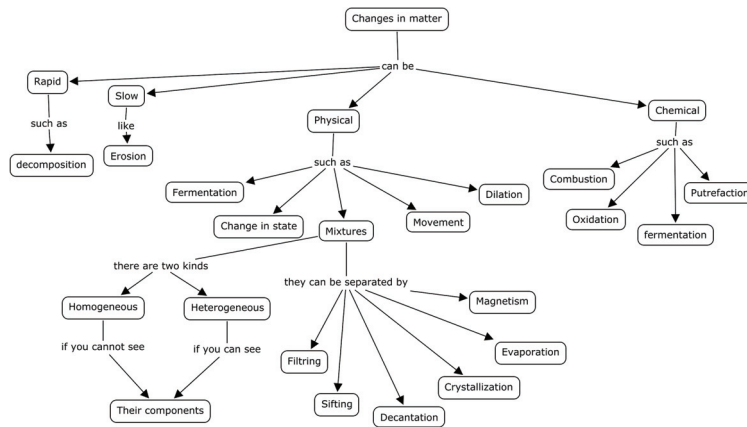 Changes in matter
can be
Rapid
Slow
Physical
Chemical
such as
like
such as
such as
decomposition
Erosion
Fermentation
Change in state
Mixtures
Movement
Dilation
Combustion
Oxidation
fermentation
Putrefaction
there are two kinds
they can be separated by
Homogeneous
Heterogeneous
if you cannot see
if you can see
Their components
Filtring
Sifting
Decantation
Crystallization
Evaporation
Magnetism